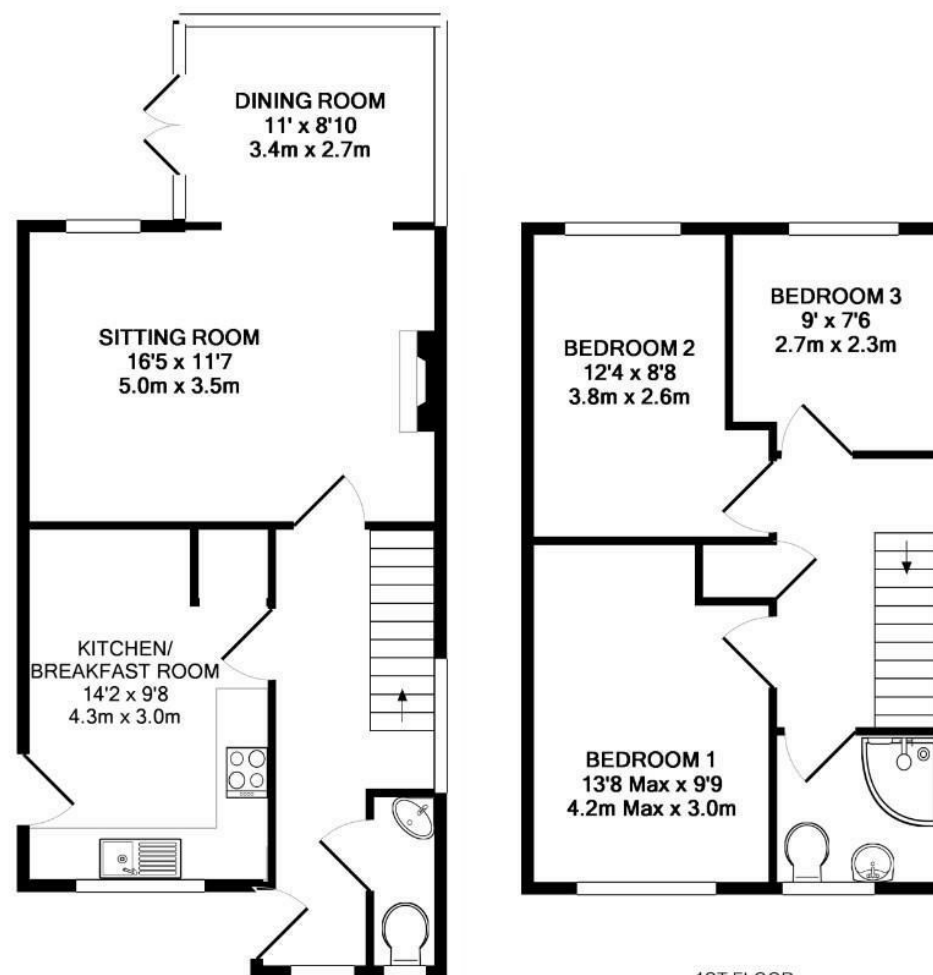 DINING ROOM
11' x 8'10
3.4m x 2.7m
SITTING ROOM
16'5 x 11'7
5.0m x 3.5m
KITCHEN/
BREAKFAST ROOM
14'2 x 9'8
4.3m x 3.0m
BEDROOM 2
12'4 x 8'8
3.8m x 2.6m
BEDROOM 3
9' x 7'6
2.7m x 2.3m
BEDROOM 1
13'8 Max x 9'9
4.2m Max x 3.0m
1ST FLOOR